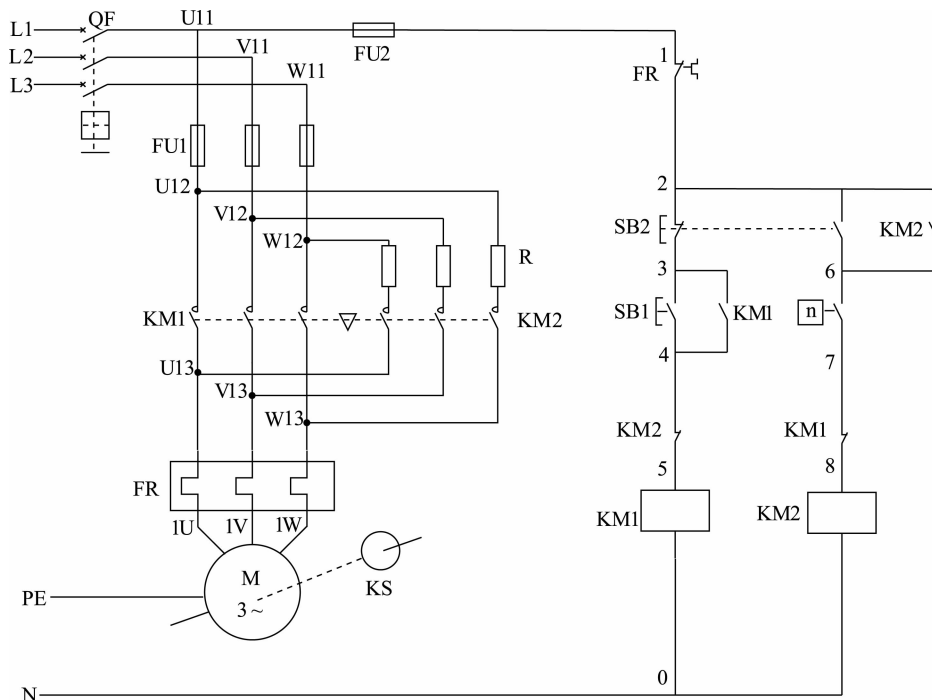 L1 QF U11
L2 V11 FU2 1
L3 W11 FR
FU1
U12 2
V12 SB2 KM2
W12 3 6
R
KM1 KM2 SB1 KM1 n
U13 4 7
V13
W13 KM2 KM1
FR 5 8
1U 1V 1W KM1 KM2
M KS
PE 3~
N 0